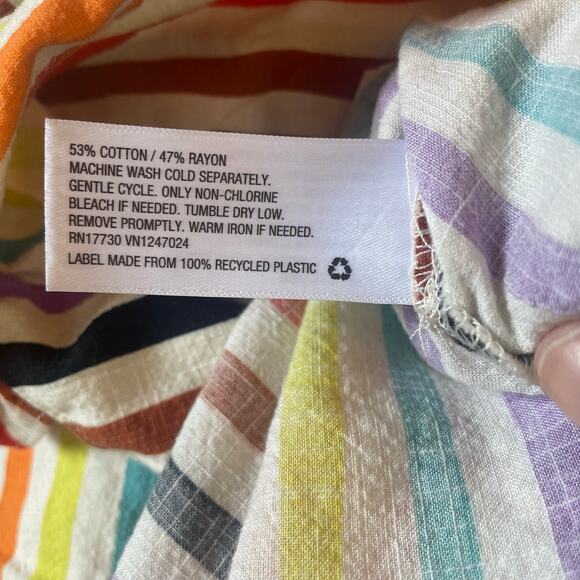 53% COTTON / 47% RAYON
MACHINE WASH COLD SEPARATELY.
GENTLE CYCLE. ONLY NON-CHLORINE
BLEACH IF NEEDED. TUMBLE DRY LOW.
REMOVE PROMPTLY. WARM IRON IF NEEDED.
RN17730 VN1247024
LABEL MADE FROM 100% RECYCLED PLASTIC